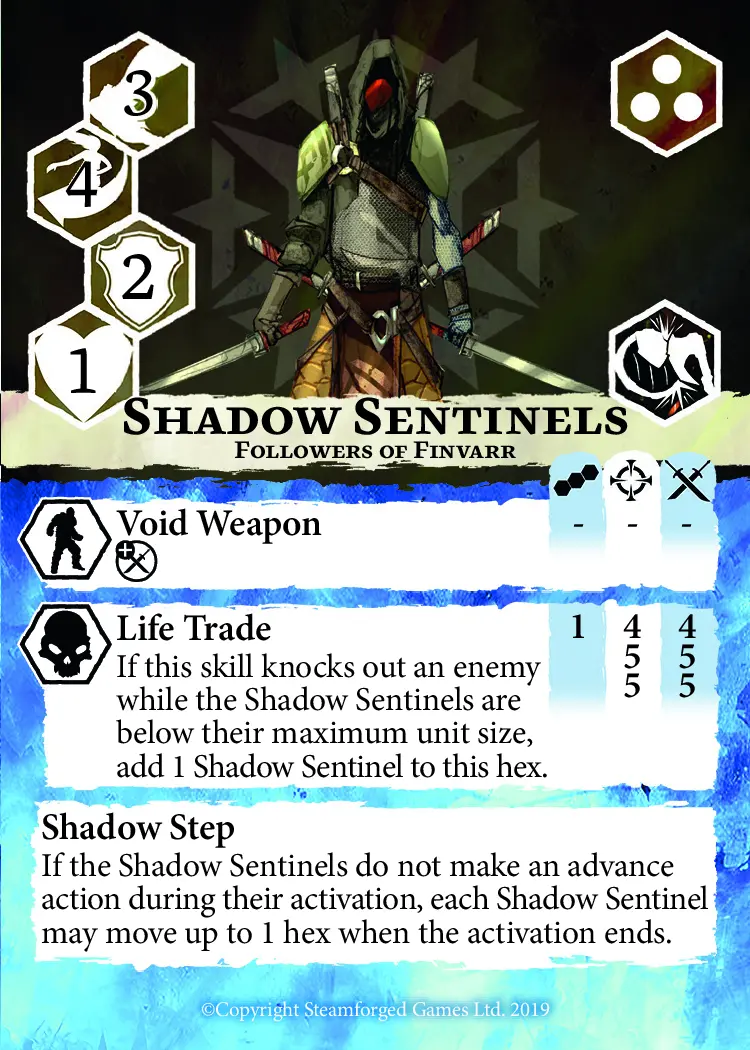 3
4
2
1
Shadow Sentinels
Followers of Finvarr
Void Weapon
- - -
Life Trade
1 4 4
5 5
5 5
If this skill knocks out an enemy
while the Shadow Sentinels are
below their maximum unit size,
add 1 Shadow Sentinel to this hex.
Shadow Step
If the Shadow Sentinels do not make an advance
action during their activation, each Shadow Sentinel
may move up to 1 hex when the activation ends.
©Copyright Steamforged Games Ltd. 2019